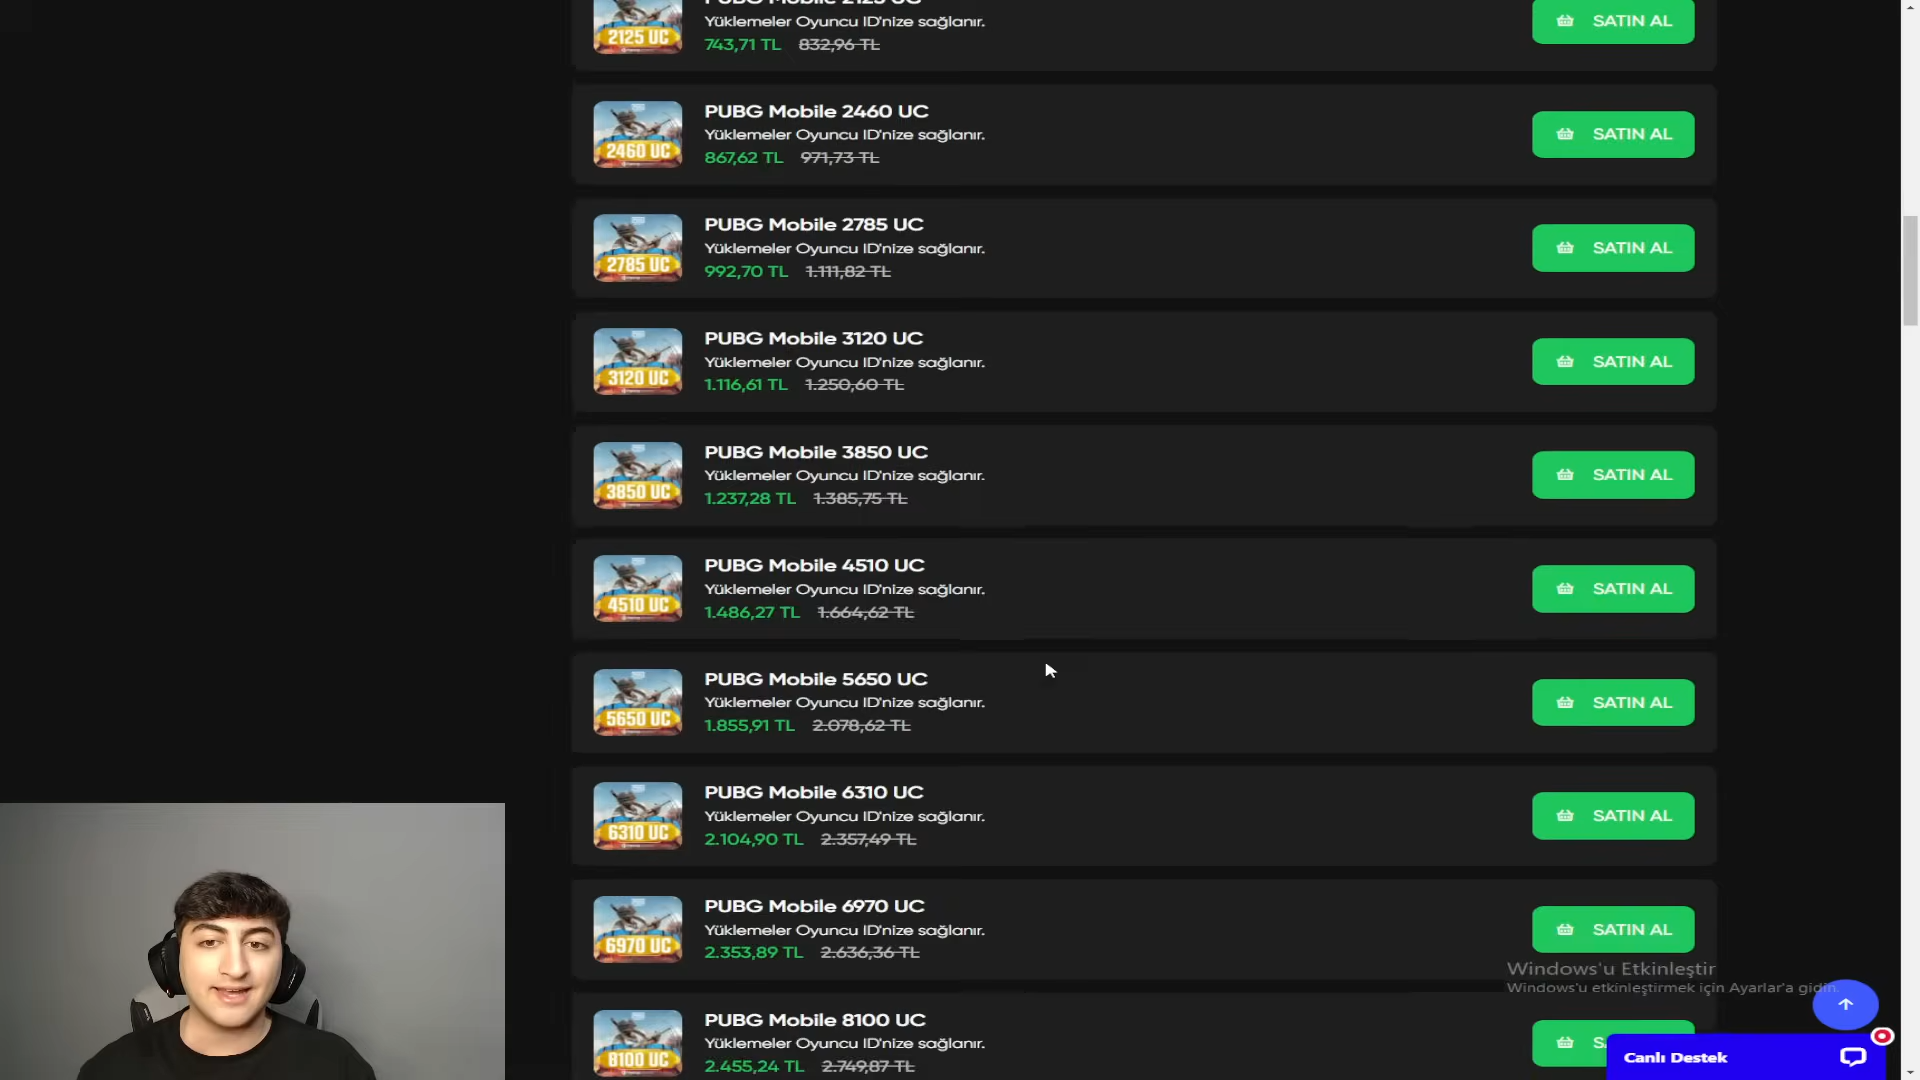 PUBG Mobile 2125 UC
2125 UC
Yüklemeler Oyuncu ID'nize sağlanır.
743,71 TL 832,96 TL
SATIN AL
PUBG Mobile 2460 UC
2460 UC
Yüklemeler Oyuncu ID'nize sağlanır.
867,62 TL 971,73 TL
SATIN AL
PUBG Mobile 2785 UC
2785 UC
Yüklemeler Oyuncu ID'nize sağlanır.
992,70 TL 1.111,82 TL
SATIN AL
PUBG Mobile 3120 UC
3120 UC
Yüklemeler Oyuncu ID'nize sağlanır.
1.116,61 TL 1.250,60 TL
SATIN AL
PUBG Mobile 3850 UC
3850 UC
Yüklemeler Oyuncu ID'nize sağlanır.
1.237,28 TL 1.385,75 TL
SATIN AL
PUBG Mobile 4510 UC
4510 UC
Yüklemeler Oyuncu ID'nize sağlanır.
1.486,27 TL 1.664,62 TL
SATIN AL
PUBG Mobile 5650 UC
5650 UC
Yüklemeler Oyuncu ID'nize sağlanır.
1.855,91 TL 2.078,62 TL
SATIN AL
PUBG Mobile 6310 UC
6310 UC
Yüklemeler Oyuncu ID'nize sağlanır.
2.104,90 TL 2.357,49 TL
SATIN AL
PUBG Mobile 6970 UC
6970 UC
Yüklemeler Oyuncu ID'nize sağlanır.
2.353,89 TL 2.636,36 TL
SATIN AL
Windows'u Etkinleştir
Windows'u etkinleştirmek için Ayarlar'a gidin.
PUBG Mobile 8100 UC
8100 UC
Yüklemeler Oyuncu ID'nize sağlanır.
2.455,24 TL 2.749,87 TL
Canlı Destek